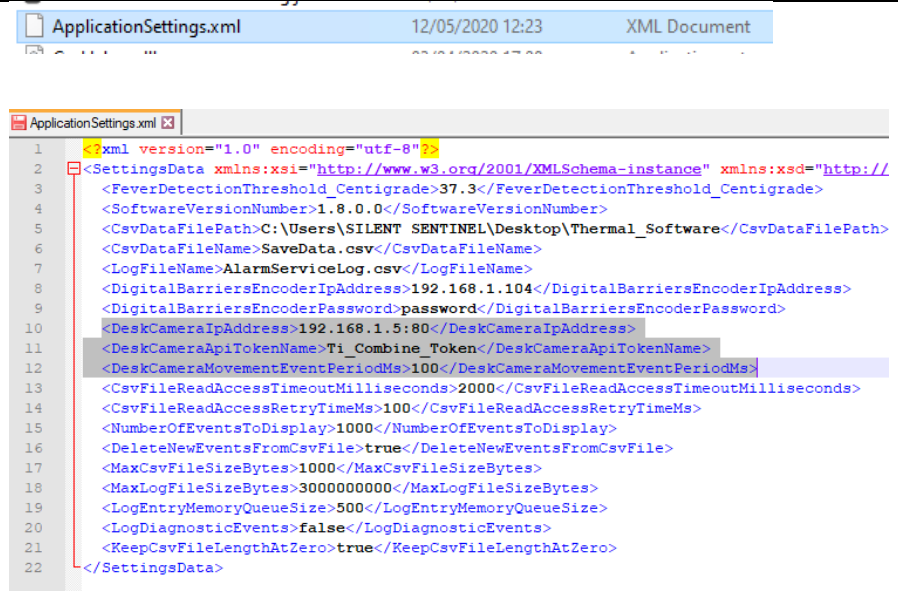 ApplicationSettings.xml 12/05/2020 12:23 XML Document
ApplicationSettings.xml
1 <?xml version="1.0" encoding="utf-8"?>
2 <SettingsData xmlns:xsi="http://www.w3.org/2001/XMLSchema-instance" xmlns:xsd="http://
3 <FeverDetectionThreshold_Centigrade>37.3</FeverDetectionThreshold_Centigrade>
4 <SoftwareVersionNumber>1.8.0.0</SoftwareVersionNumber>
5 <CsvDataFilePath>C:\Users\SILENT SENTINEL\Desktop\Thermal_Software</CsvDataFilePath>
6 <CsvDataFileName>SaveData.csv</CsvDataFileName>
7 <LogFileName>AlarmServiceLog.csv</LogFileName>
8 <DigitalBarriersEncoderIpAddress>192.168.1.104</DigitalBarriersEncoderIpAddress>
9 <DigitalBarriersEncoderPassword>password</DigitalBarriersEncoderPassword>
10 <DeskCameraIpAddress>192.168.1.5:80</DeskCameraIpAddress>
11 <DeskCameraApiTokenName>Ti_Combine_Token</DeskCameraApiTokenName>
12 <DeskCameraMovementEventPeriodMs>100</DeskCameraMovementEventPeriodMs>
13 <CsvFileReadAccessTimeoutMilliseconds>2000</CsvFileReadAccessTimeoutMilliseconds>
14 <CsvFileReadAccessRetryTimeMs>100</CsvFileReadAccessRetryTimeMs>
15 <NumberOfEventsToDisplay>1000</NumberOfEventsToDisplay>
16 <DeleteNewEventsFromCsvFile>true</DeleteNewEventsFromCsvFile>
17 <MaxCsvFileSizeBytes>1000</MaxCsvFileSizeBytes>
18 <MaxLogFileSizeBytes>3000000000</MaxLogFileSizeBytes>
19 <LogEntryMemoryQueueSize>500</LogEntryMemoryQueueSize>
20 <LogDiagnosticEvents>false</LogDiagnosticEvents>
21 <KeepCsvFileLengthAtZero>true</KeepCsvFileLengthAtZero>
22 </SettingsData>